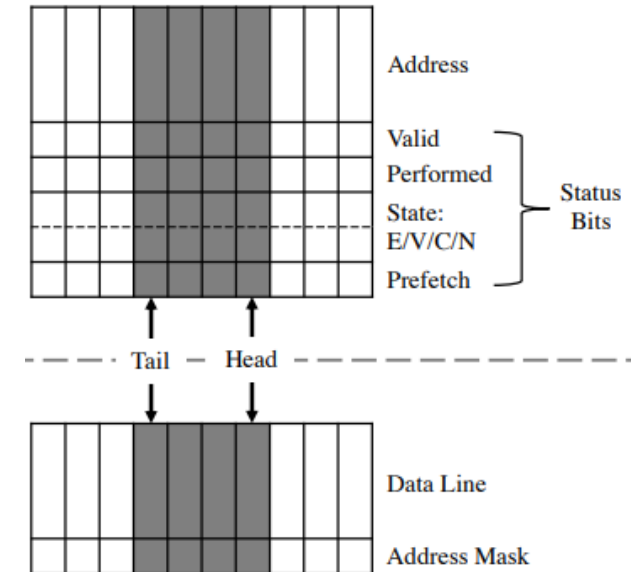 Address
Valid
Performed
State:
E/V/C/N
Prefetch
Status
Bits
Tail
Head
Data Line
Address Mask